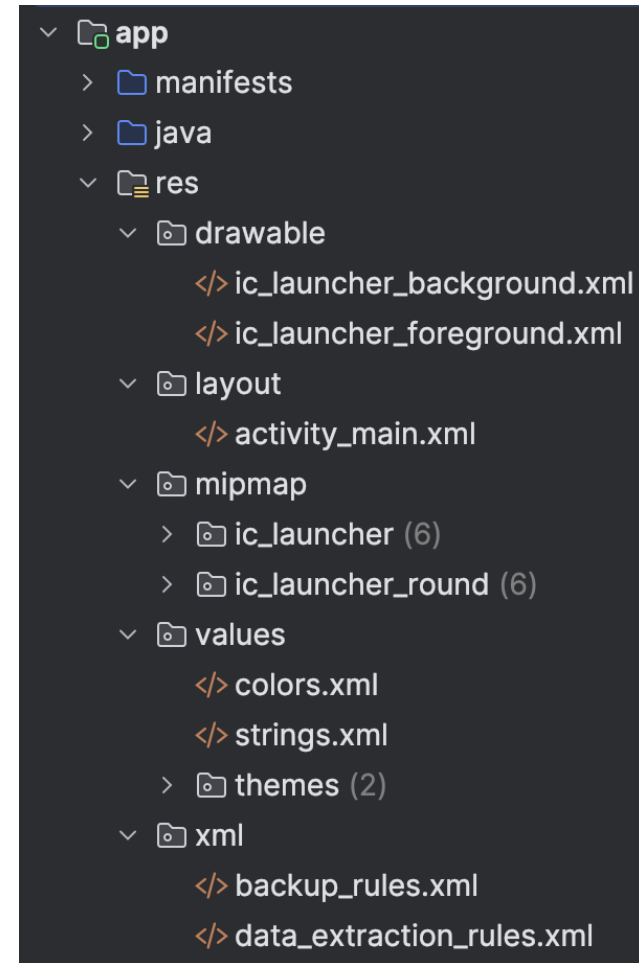 app
manifests
java
res
drawable
</> ic_launcher_background.xml
</> ic_launcher_foreground.xml
layout
</> activity_main.xml
mipmap
ic_launcher (6)
ic_launcher_round (6)
values
</> colors.xml
</> strings.xml
themes (2)
xml
</> backup_rules.xml
</> data_extraction_rules.xml